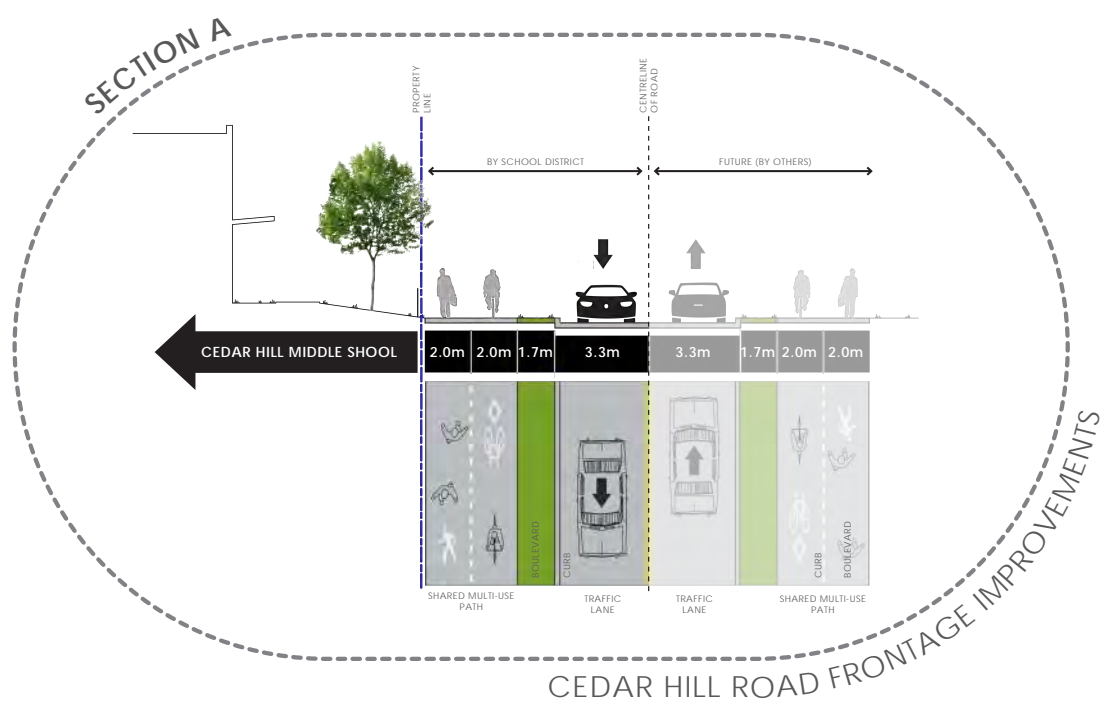 SECTION A
PROPERTY
LINE
CENTRELINE
OF ROAD
BY SCHOOL DISTRICT
FUTURE (BY OTHERS)
CEDAR HILL MIDDLE SHOOL
2.0m
2.0m
1.7m
3.3m
3.3m
1.7m
2.0m
2.0m
BOULEVARD
CURB
CURB
BOULEVARD
SHARED MULTI-USE
PATH
TRAFFIC
LANE
TRAFFIC
LANE
SHARED MULTI-USE
PATH
CEDAR HILL ROAD FRONTAGE IMPROVEMENTS